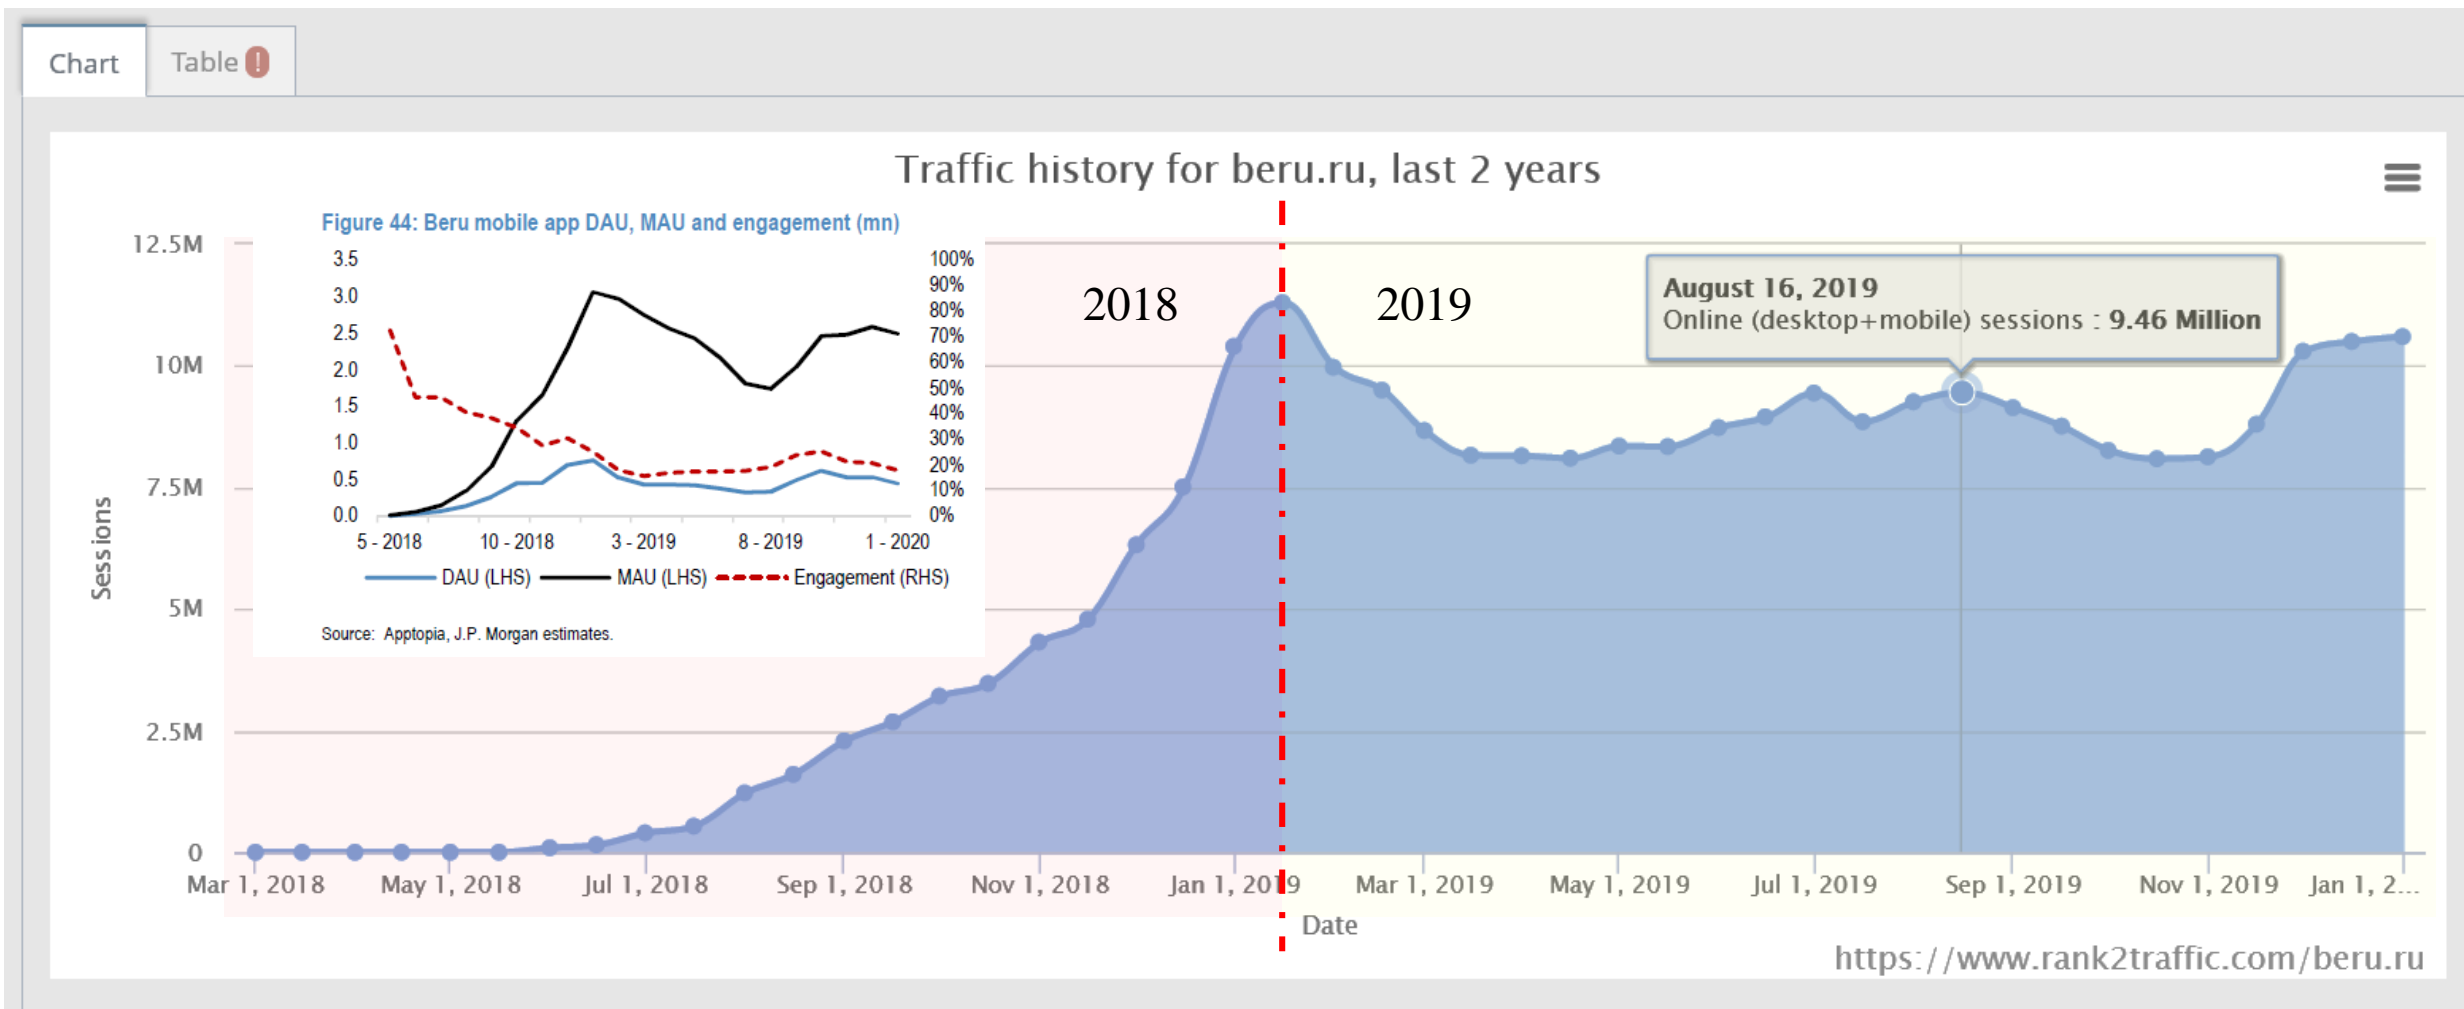 Chart
Table !
Traffic history for beru.ru, last 2 years
Figure 44: Beru mobile app DAU, MAU and engagement (mn)
3.5
3.0
2.5
2.0
1.5
1.0
0.5
0.0
100%
90%
80%
70%
60%
50%
40%
30%
20%
10%
0%
5 - 2018 10 - 2018 3 - 2019 8 - 2019 1 - 2020
DAU (LHS) MAU (LHS) Engagement (RHS)
Source: Apptopia, J.P. Morgan estimates.
2018
2019
August 16, 2019
Online (desktop+mobile) sessions : 9.46 Million
Sessions
12.5M
10M
7.5M
5M
2.5M
0
Mar 1, 2018 May 1, 2018 Jul 1, 2018 Sep 1, 2018 Nov 1, 2018 Jan 1, 2019 Mar 1, 2019 May 1, 2019 Jul 1, 2019 Sep 1, 2019 Nov 1, 2019 Jan 1, 2...
Date
https://www.rank2traffic.com/beru.ru